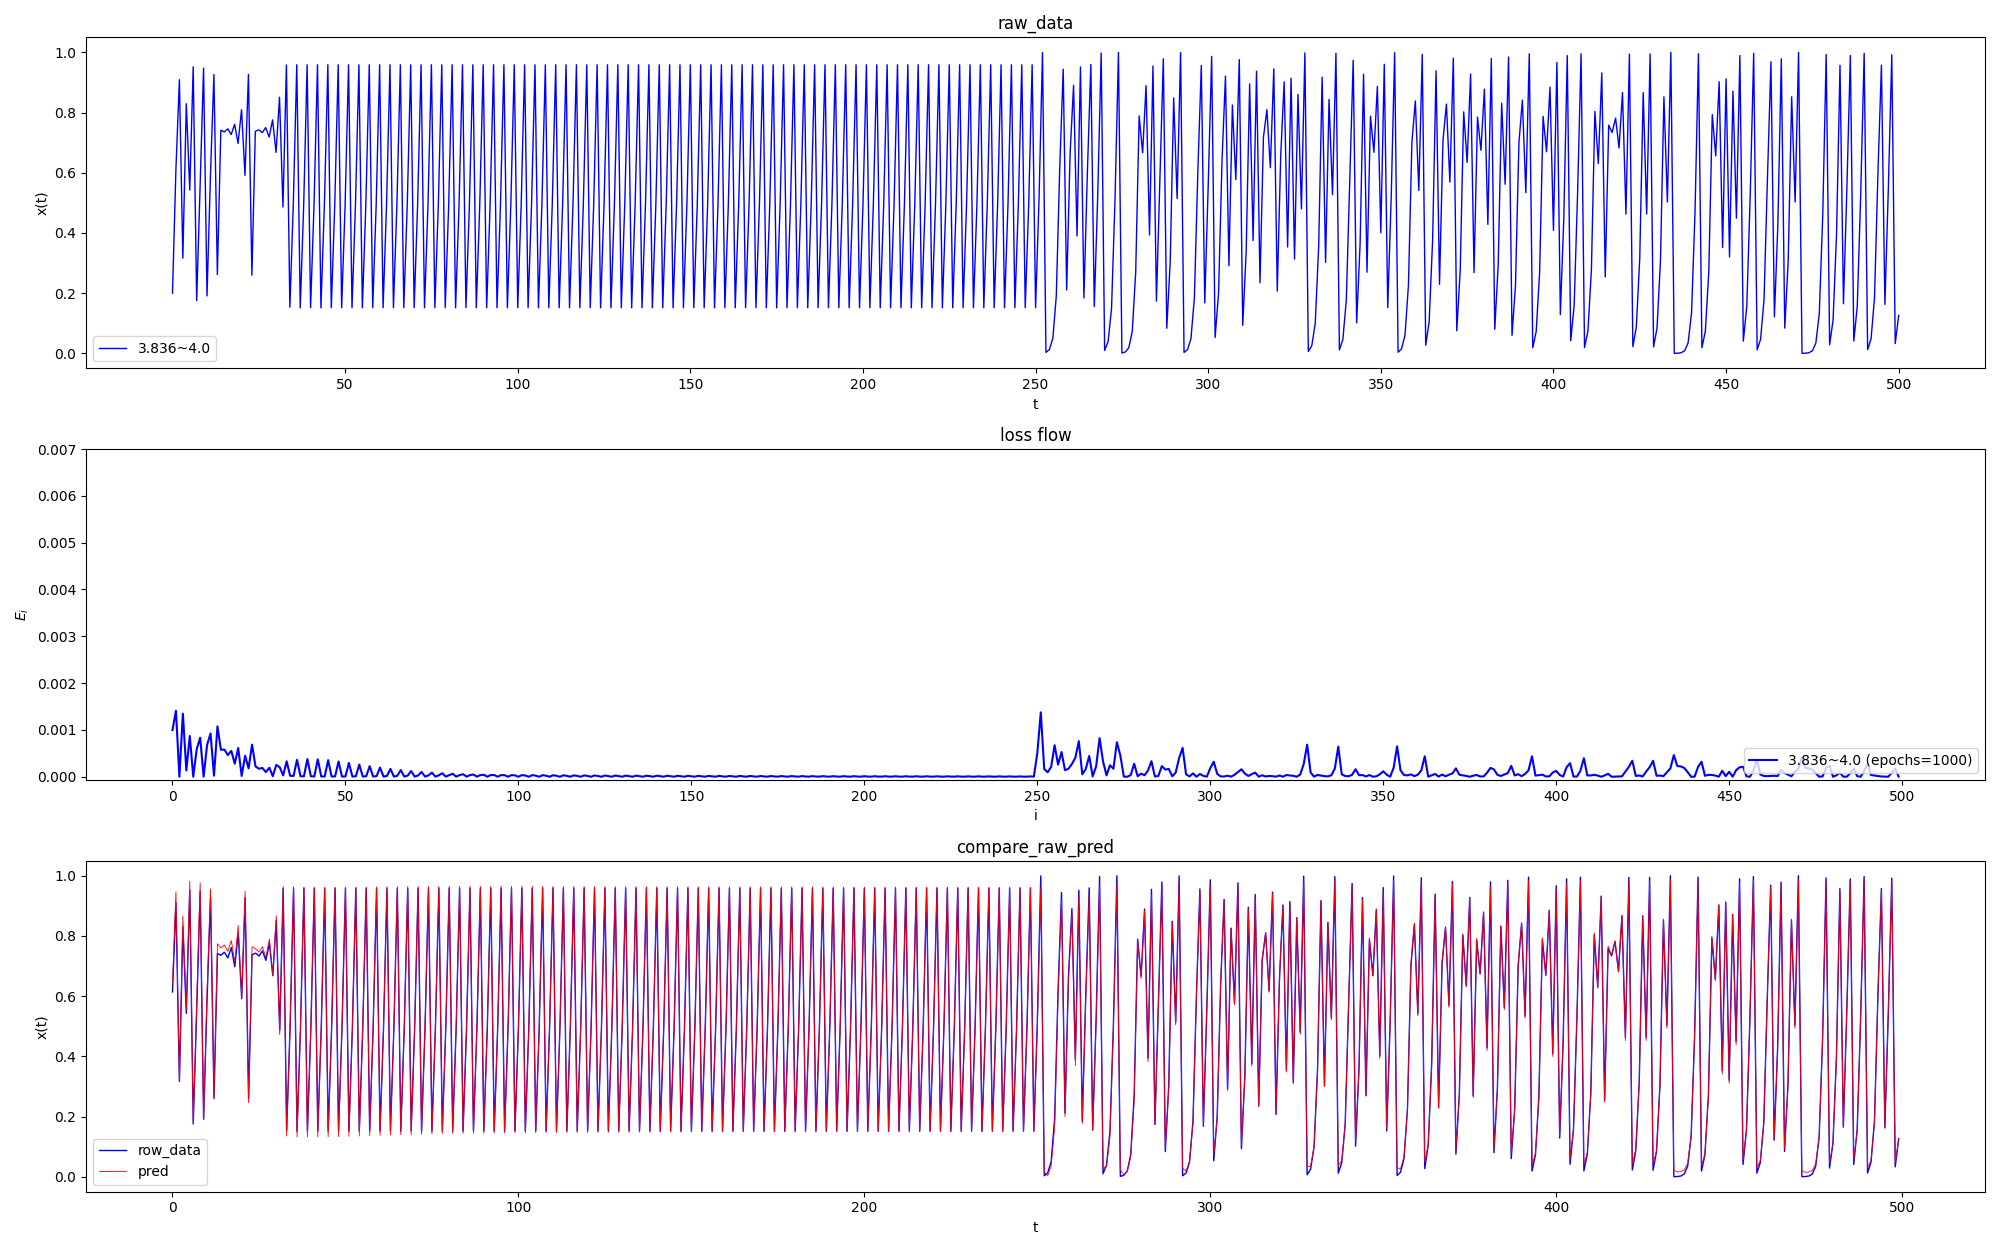 raw_data
x(t)
1.0
0.8
0.6
0.4
0.2
0.0
3.836~4.0
50 100 150 200 250 300 350 400 450 500
t
loss flow
E_i
0.007
0.006
0.005
0.004
0.003
0.002
0.001
0.000
3.836~4.0 (epochs=1000)
0 50 100 150 200 250 300 350 400 450 500
i
compare_raw_pred
x(t)
1.0
0.8
0.6
0.4
0.2
0.0
row_data
pred
0 100 200 300 400 500
t